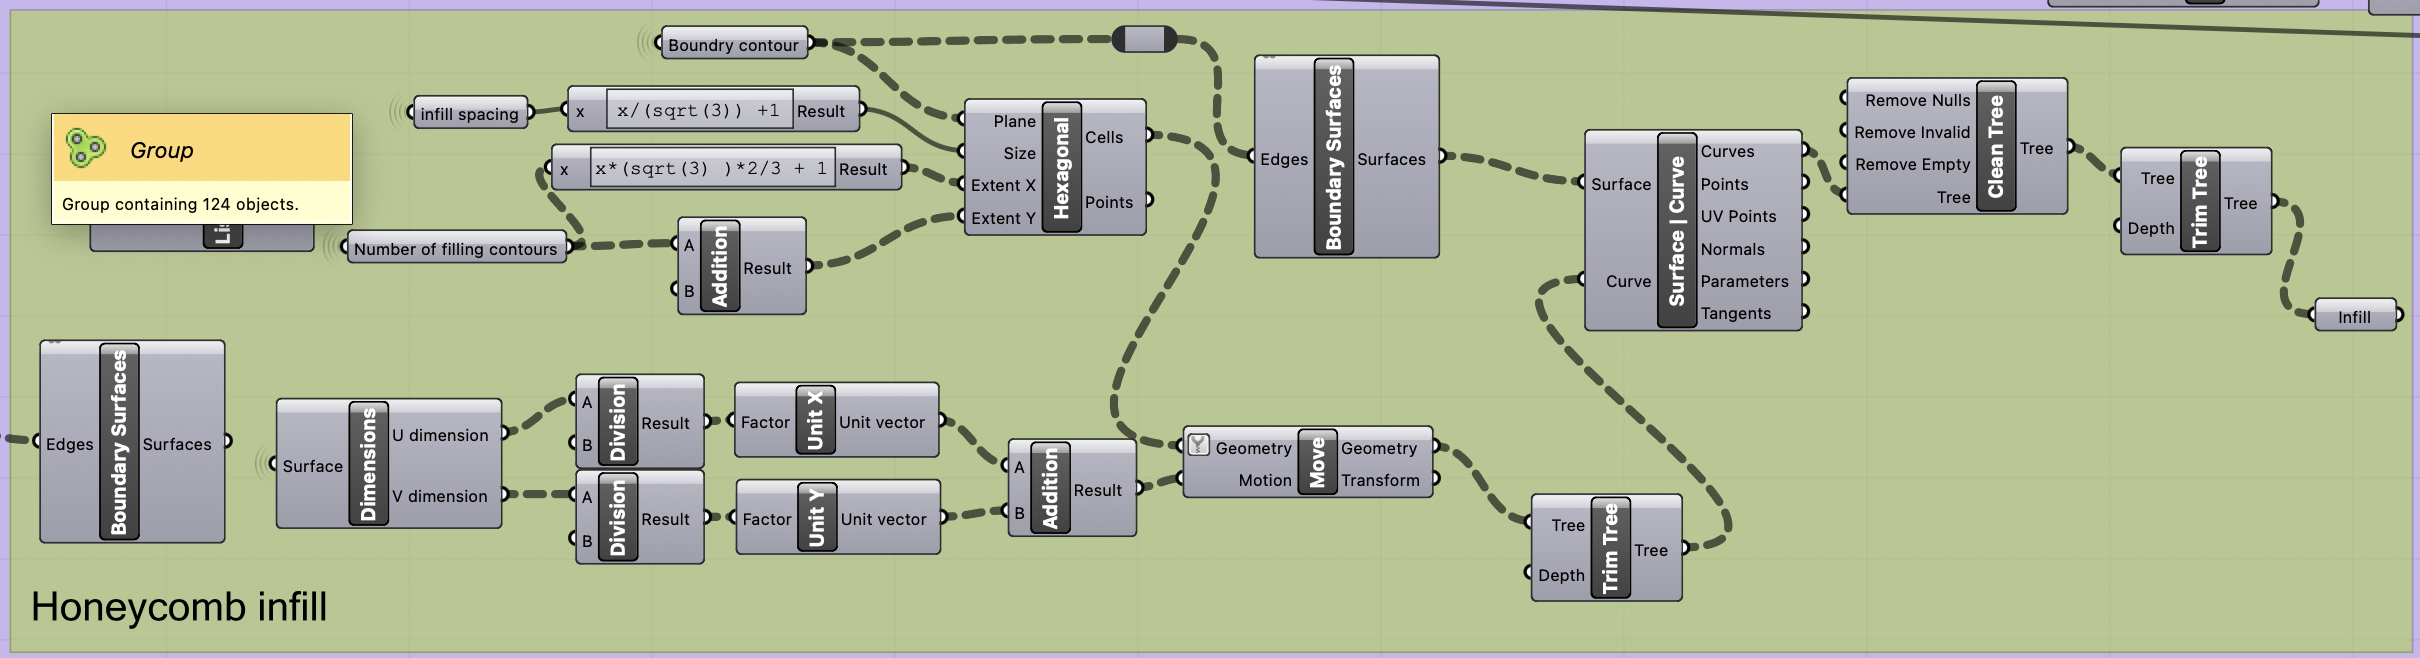 Boundry contour
infill spacing
x
x/(sqrt(3)) +1
Result
x
x*(sqrt(3) )*2/3 + 1
Result
Group
Group containing 124 objects.
Number of filling contours
A
B
Addition
Result
Plane
Size
Extent X
Extent Y
Hexagonal
Cells
Points
Edges
Boundary Surfaces
Surfaces
Surface
Curve
Surface | Curve
Curves
Points
UV Points
Normals
Parameters
Tangents
Remove Nulls
Remove Invalid
Remove Empty
Tree
Clean Tree
Tree
Tree
Depth
Trim Tree
Tree
Infill
Edges
Boundary Surfaces
Surfaces
Surface
Dimensions
U dimension
V dimension
A
B
Division
Result
A
B
Division
Result
Factor
Unit X
Unit vector
Factor
Unit Y
Unit vector
A
B
Addition
Result
Geometry
Motion
Move
Geometry
Transform
Tree
Depth
Trim Tree
Tree
Honeycomb infill